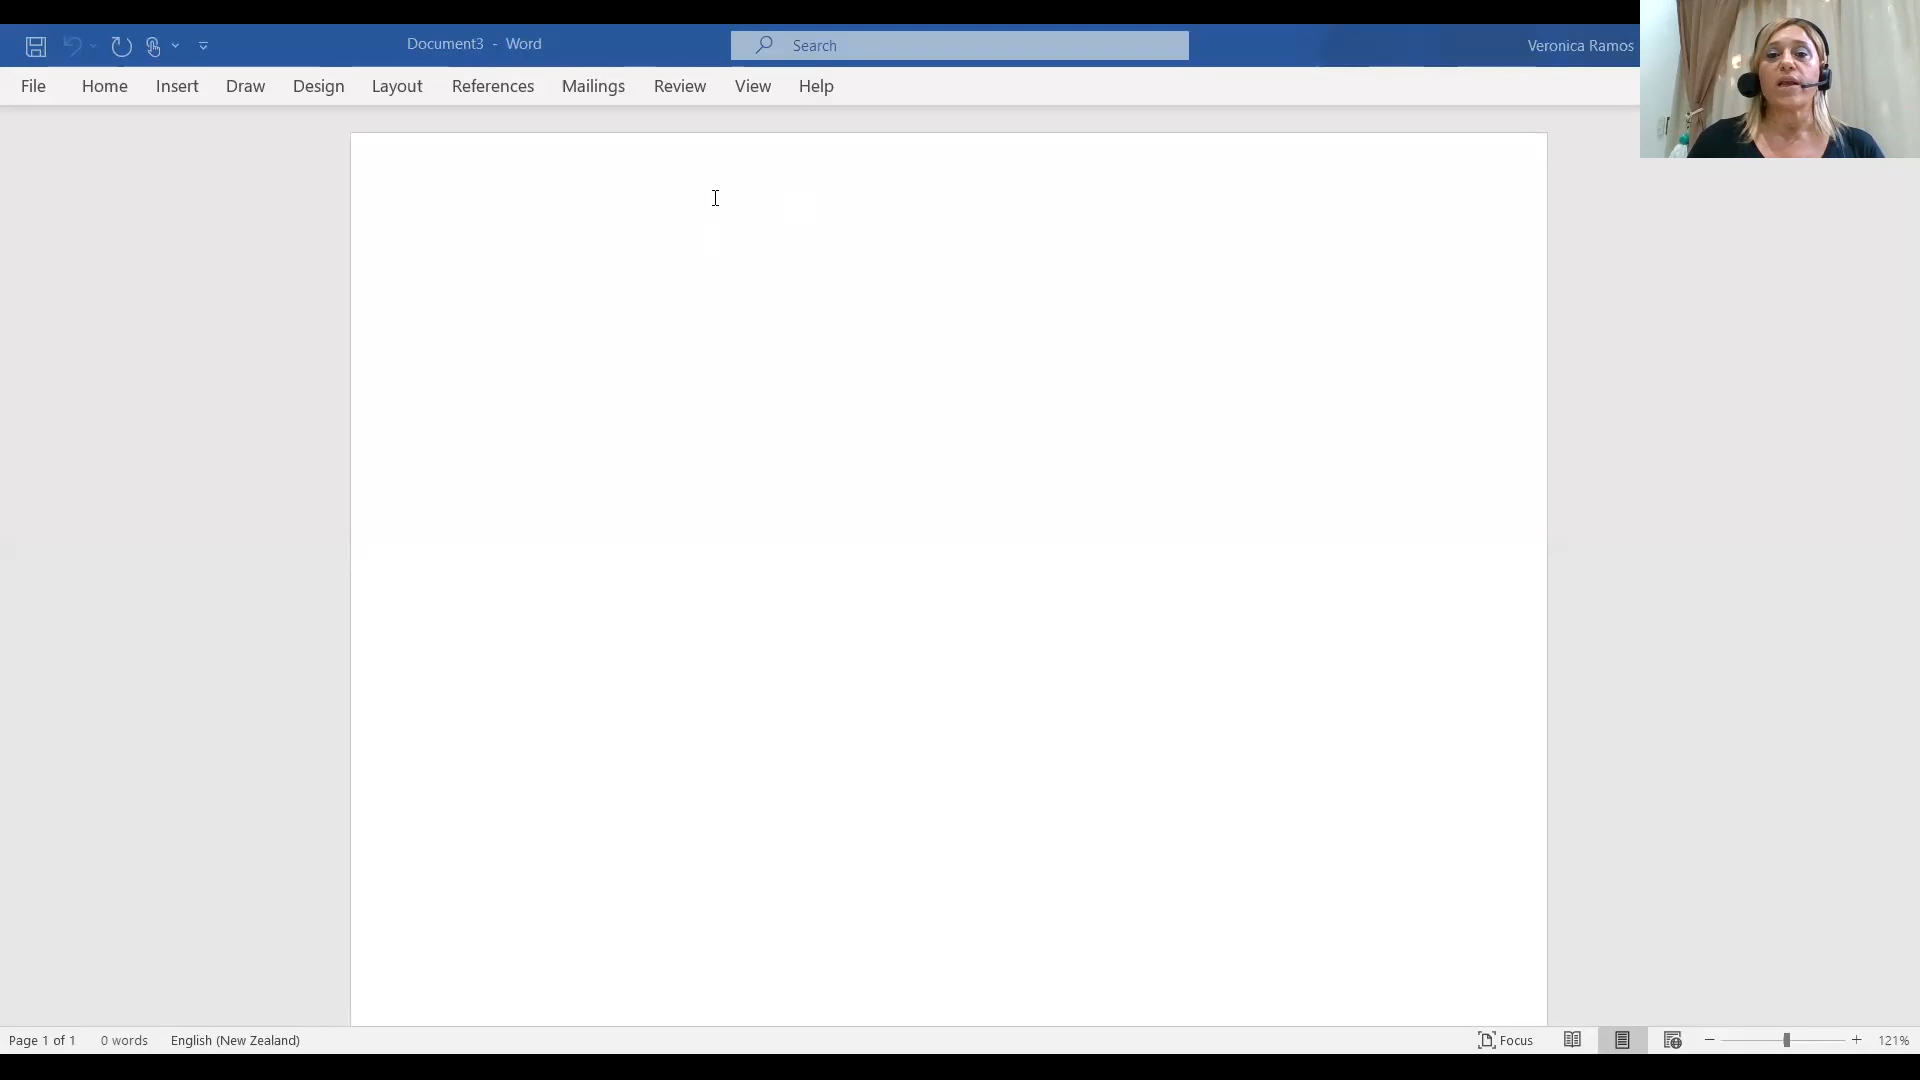 Document3 - Word
Search
Veronica Ramos
File Home Insert Draw Design Layout References Mailings Review View Help
Page 1 of 1 0 words English (New Zealand) Focus 121%